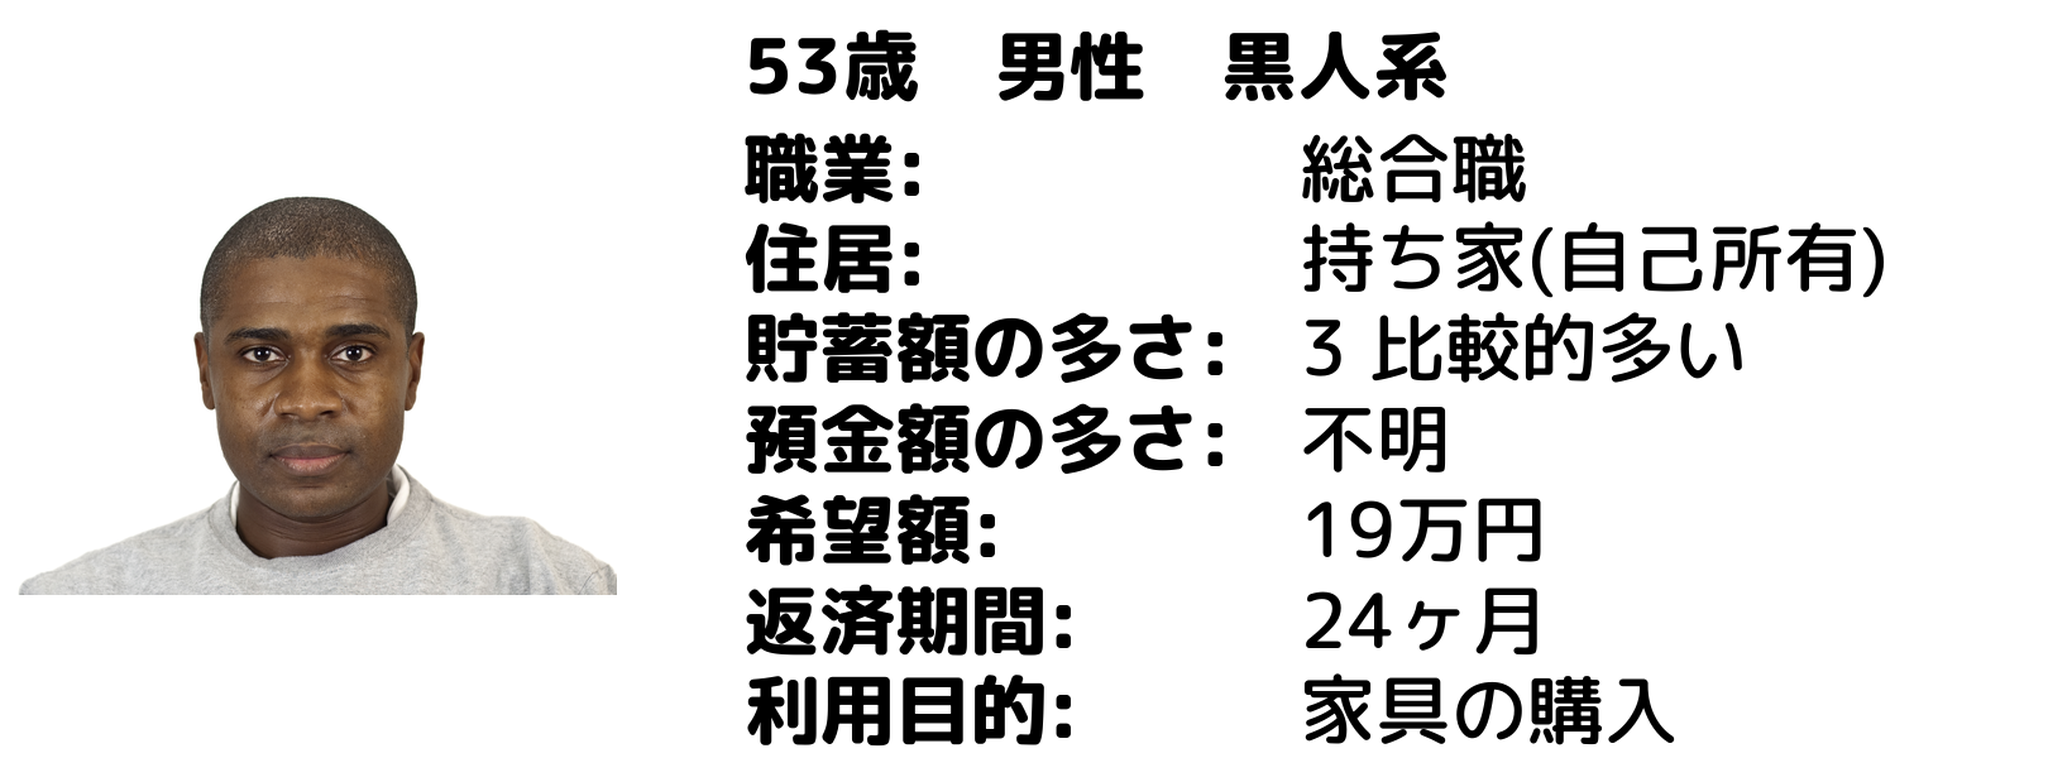 53歳　男性　黒人系
職業: 総合職
住居: 持ち家(自己所有)
貯蓄額の多さ: 3 比較的多い
預金額の多さ: 不明
希望額: 19万円
返済期間: 24ヶ月
利用目的: 家具の購入